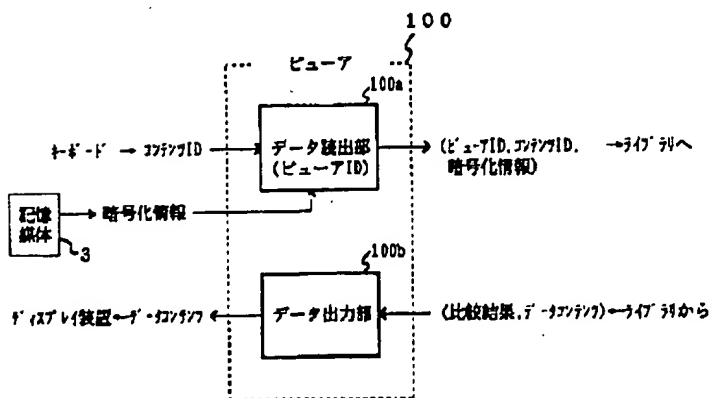 100
ビューア
100a
キーボード → コンテンツID
データ読出部
(ビューアID)
(ビューアID,コンテンツID,
暗号化情報)
→ライブラリへ
記憶
媒体
3
暗号化情報
100b
ディスプレイ装置←データコンテンツ
データ出力部
(比較結果,データコンテンツ)←ライブラリから